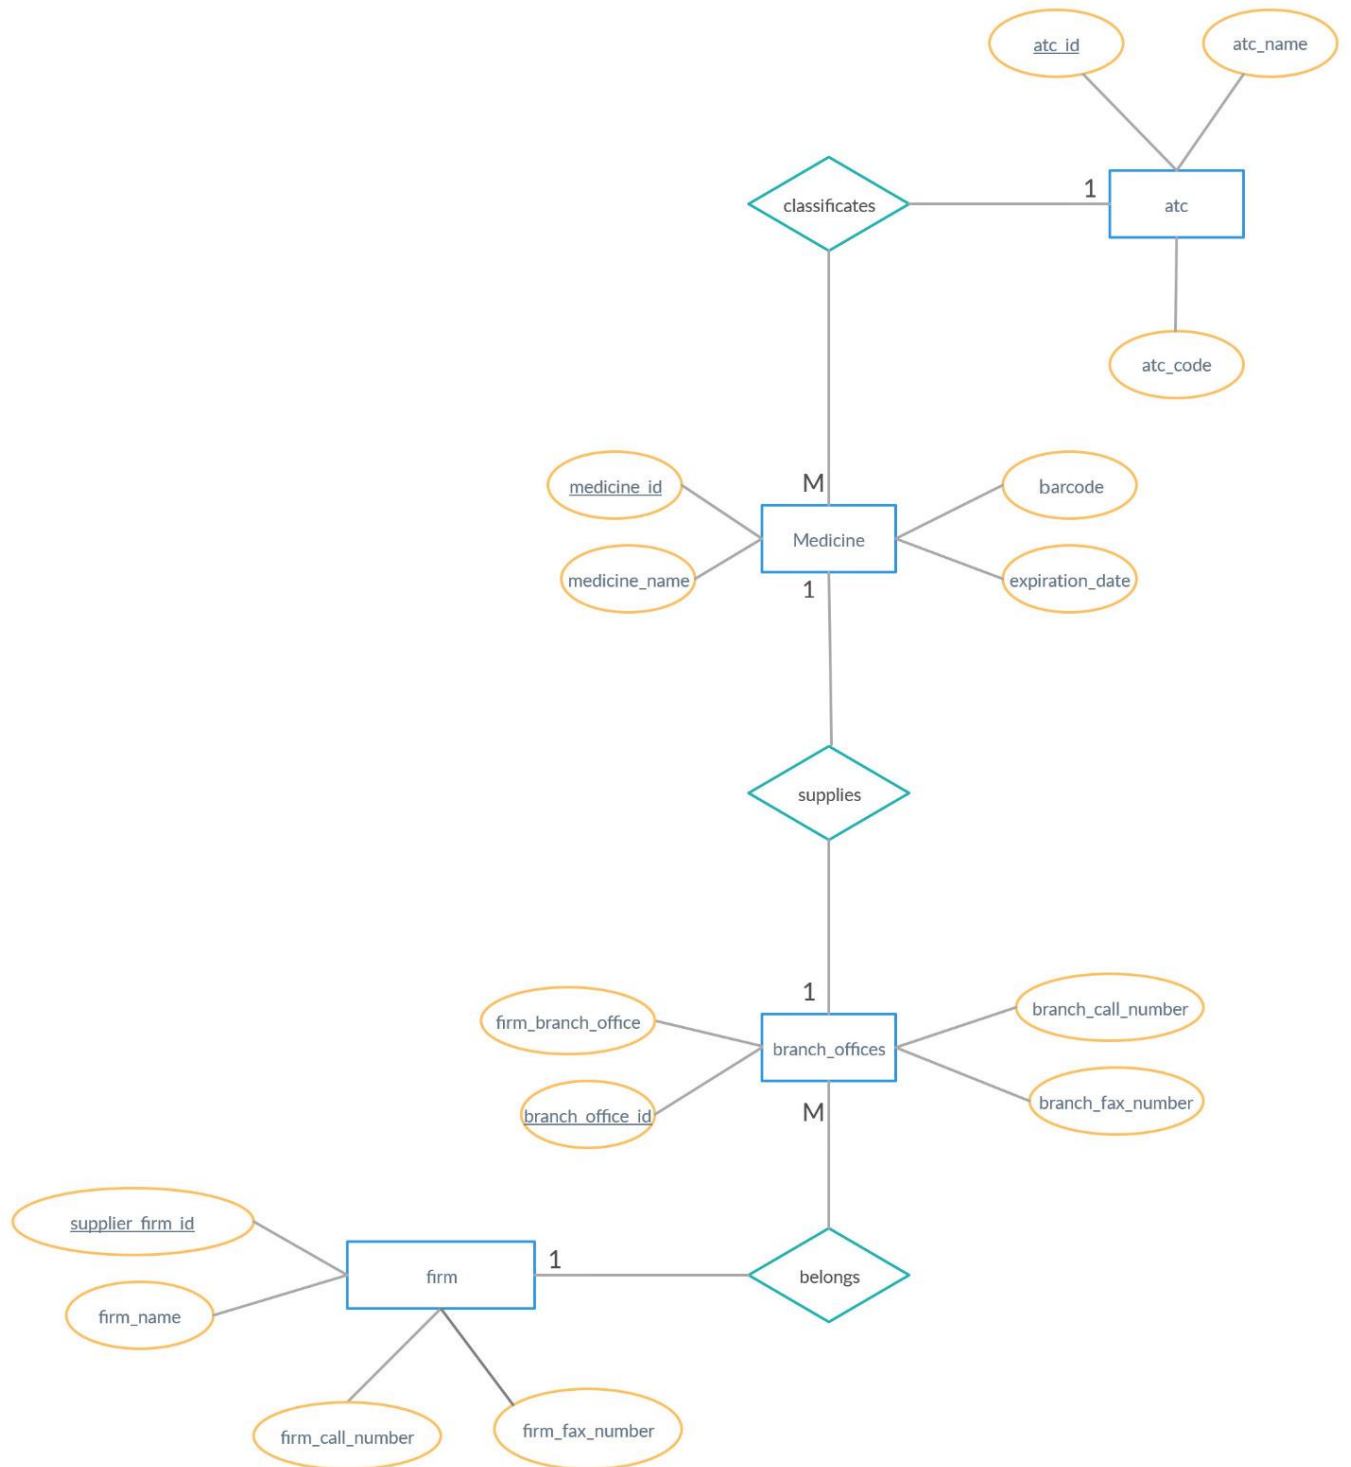 atc_id
atc_name
classificates
1
atc
atc_code
M
medicine_id
barcode
Medicine
medicine_name
expiration_date
1
supplies
1
firm_branch_office
branch_call_number
branch_offices
branch_office_id
branch_fax_number
M
supplier_firm_id
1
firm
belongs
firm_name
firm_call_number
firm_fax_number